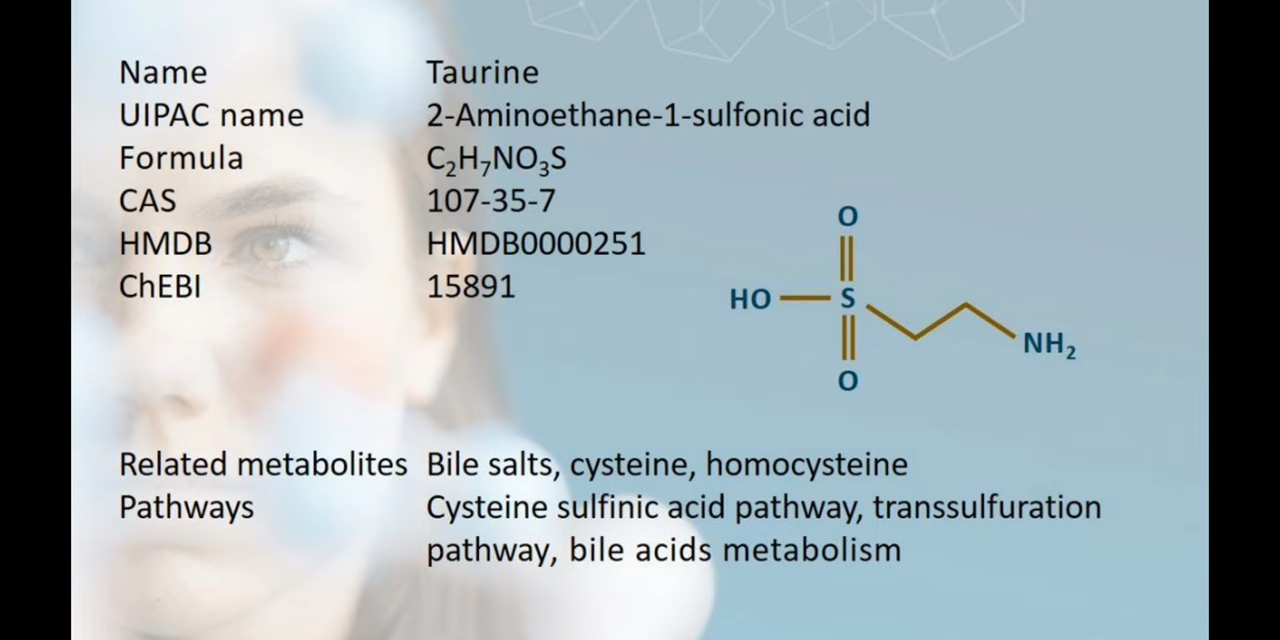 Name Taurine
UIPAC name 2-Aminoethane-1-sulfonic acid
Formula C₂H₇NO₃S
CAS 107-35-7
HMDB HMDB0000251
ChEBI 15891
O
HO S
NH₂
O
Related metabolites Bile salts, cysteine, homocysteine
Pathways Cysteine sulfinic acid pathway, transsulfuration
pathway, bile acids metabolism